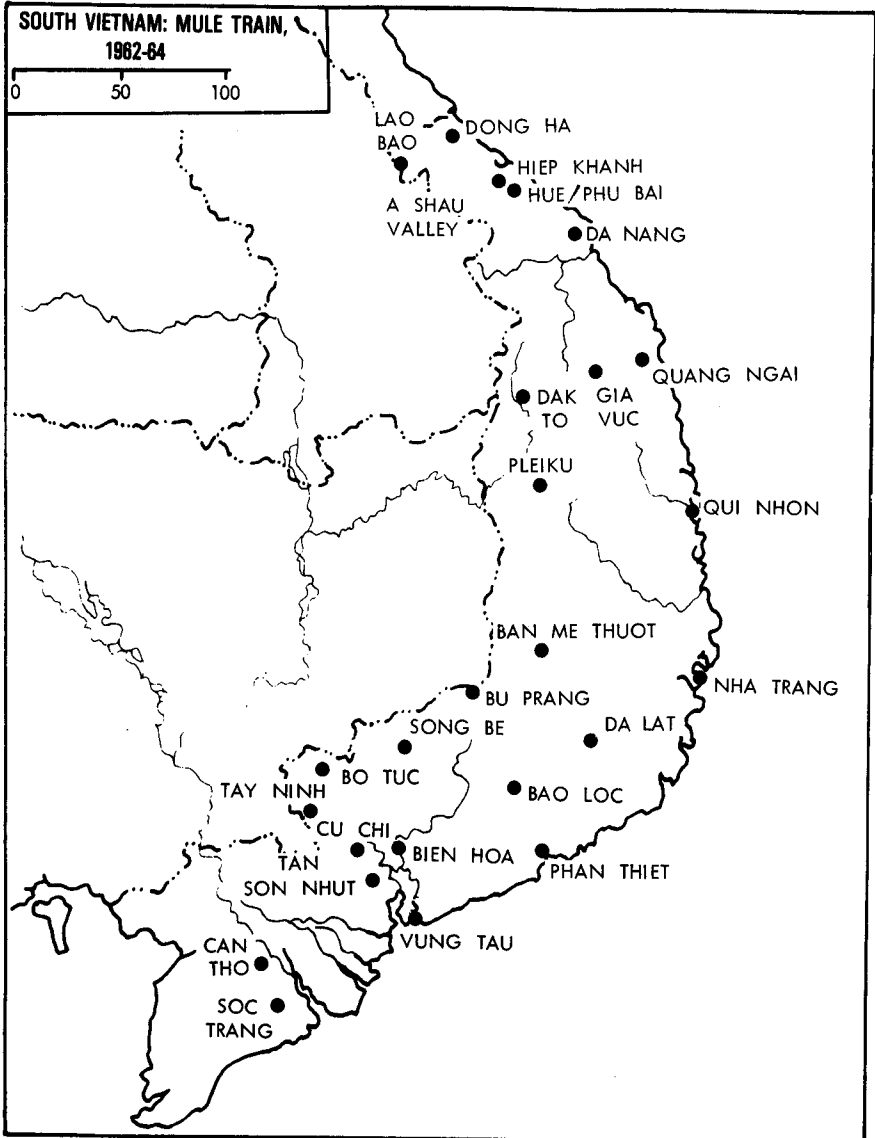 SOUTH VIETNAM: MULE TRAIN,
1962-64
0 50 100
LAO
BAO
DONG HA
HIEP KHANH
HUE/PHU BAI
A SHAU
VALLEY
DA NANG
QUANG NGAI
DAK
TO
GIA
VUC
PLEIKU
QUI NHON
BAN ME THUOT
NHA TRANG
BU PRANG
SONG BE
DA LAT
BO TUC
TAY NINH
BAO LOC
CU CHI
TAN
SON NHUT
BIEN HOA
PHAN THIET
VUNG TAU
CAN
THO
SOC
TRANG